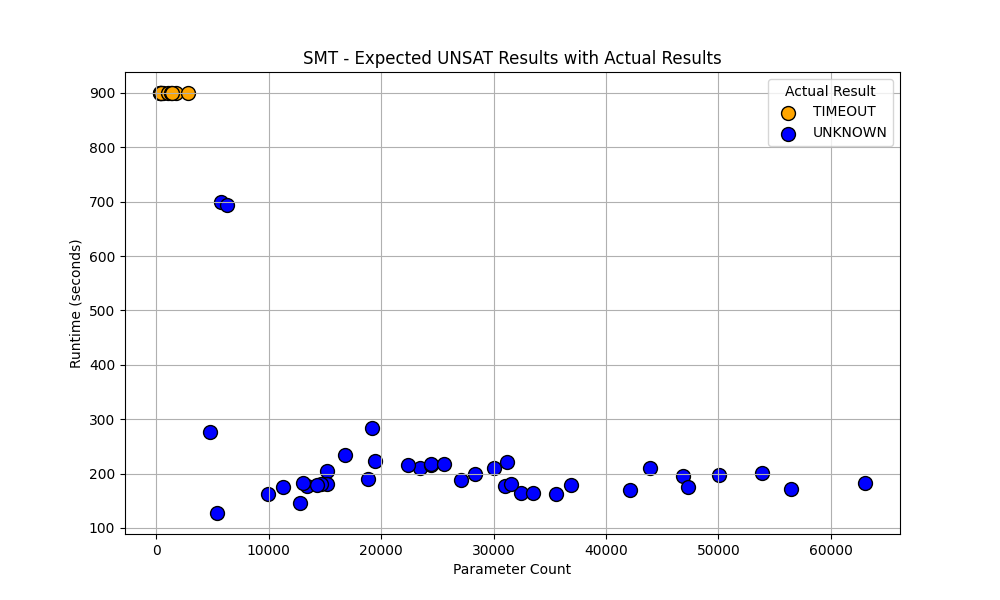 SMT - Expected UNSAT Results with Actual Results
Actual Result
TIMEOUT
UNKNOWN
Runtime (seconds)
900
800
700
600
500
400
300
200
100
0
10000
20000
30000
40000
50000
60000
Parameter Count